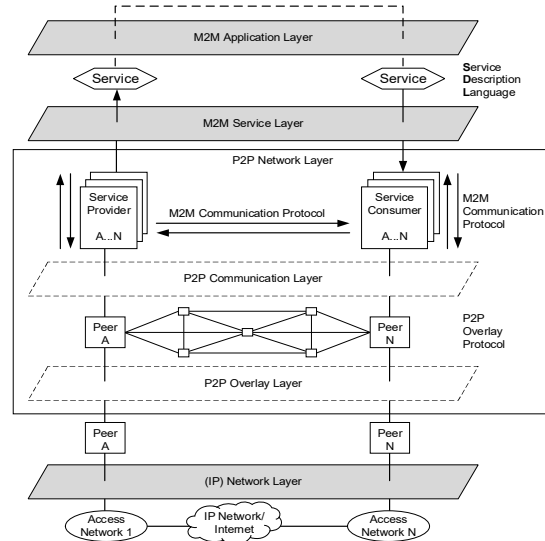 M2M Application Layer
Service
Service
Service
Description
Language
M2M Service Layer
P2P Network Layer
Service
Provider
A...N
M2M Communication Protocol
Service
Consumer
A...N
M2M
Communication
Protocol
P2P Communication Layer
Peer
A
Peer
N
P2P
Overlay
Protocol
P2P Overlay Layer
Peer
A
Peer
N
(IP) Network Layer
Access
Network 1
IP Network/
Internet
Access
Network N